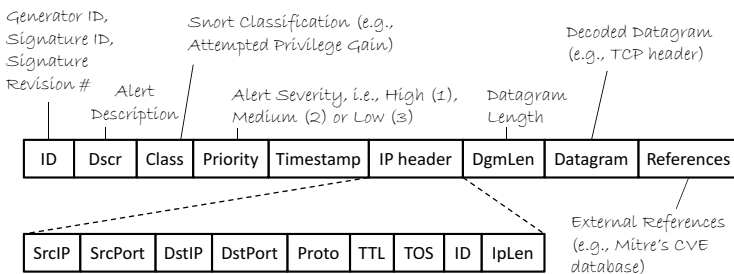 Generator ID,
Signature ID,
Signature
Revision #
Alert
Description
Snort Classification (e.g.,
Attempted Privilege Gain)
Alert Severity, i.e., High (1),
Medium (2) or Low (3)
Datagram
Length
Decoded Datagram
(e.g., TCP header)
ID Dscr Class Priority Timestamp IP header DgmLen Datagram References
External References
(e.g., Mitre's CVE
database)
SrcIP SrcPort DstIP DstPort Proto TTL TOS ID IpLen